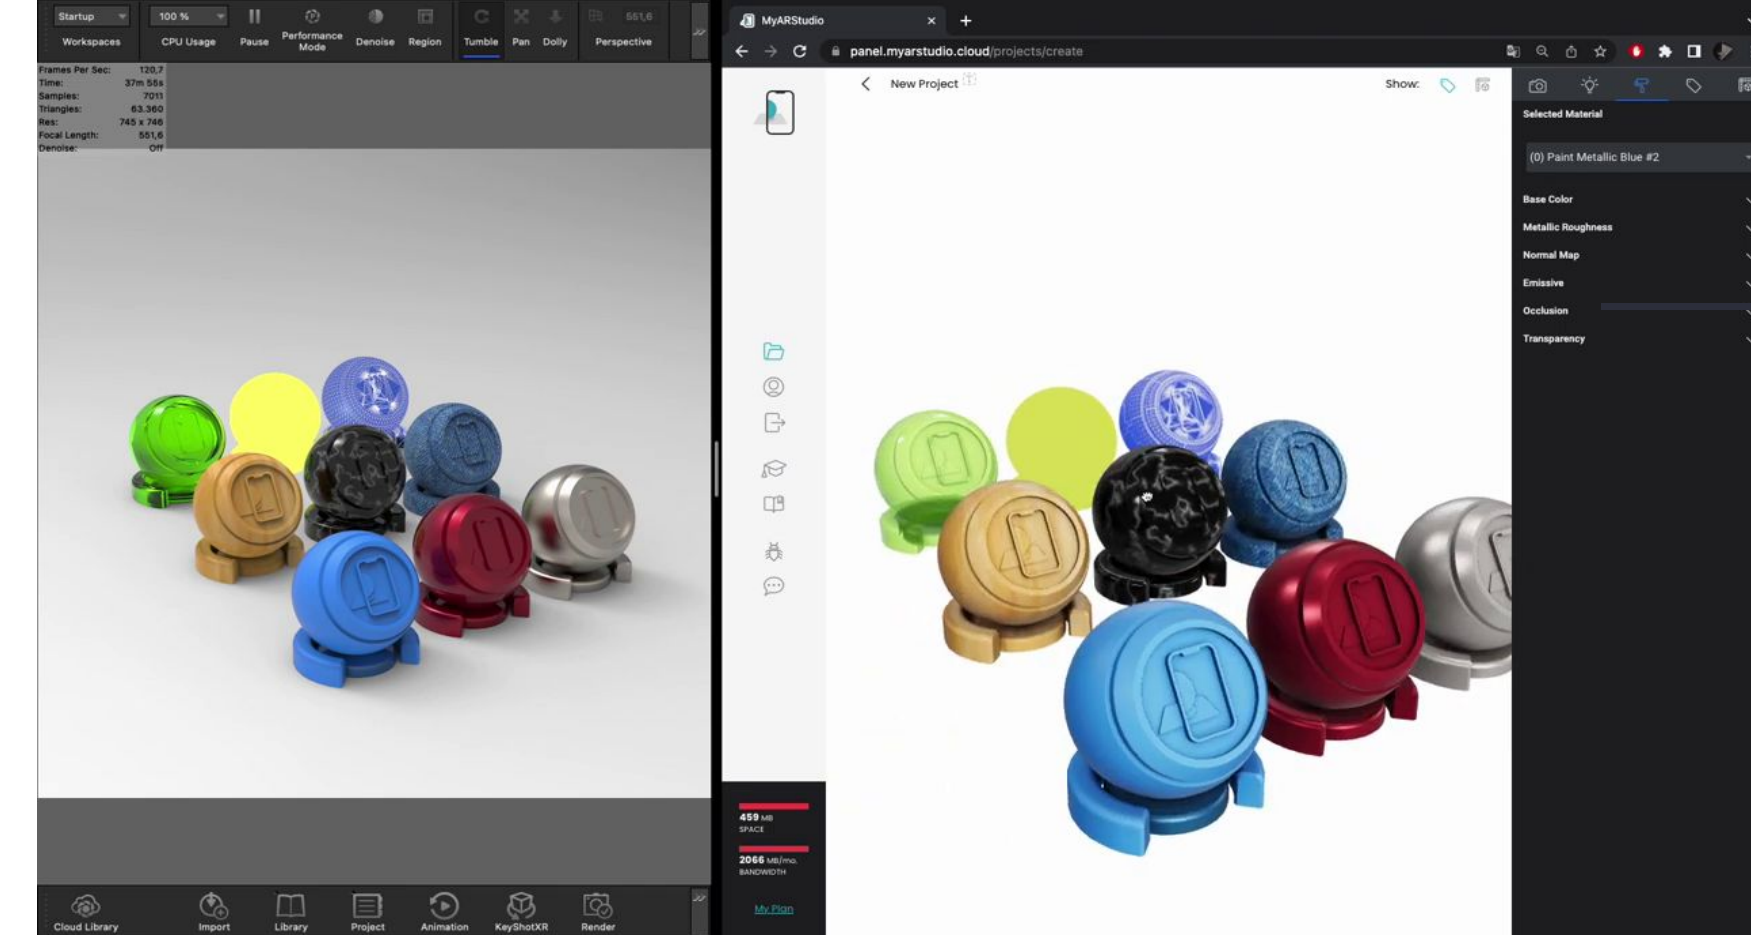 Startup
100 %
551,6
Workspaces
CPU Usage
Pause
Performance
Mode
Denoise
Region
Tumble
Pan
Dolly
Perspective
Frames Per Sec: 120,7
Time: 37m 55s
Samples: 7011
Triangles: 63.360
Res: 745 x 746
Focal Length: 551,6
Denoise: Off
Cloud Library
Import
Library
Project
Animation
KeyShotXR
Render
MyARStudio
panel.myarstudio.cloud/projects/create
New Project
Show:
459 MB
SPACE
2066 MB/mo.
BANDWIDTH
My Plan
Selected Material
(0) Paint Metallic Blue #2
Base Color
Metallic Roughness
Normal Map
Emissive
Occlusion
Transparency